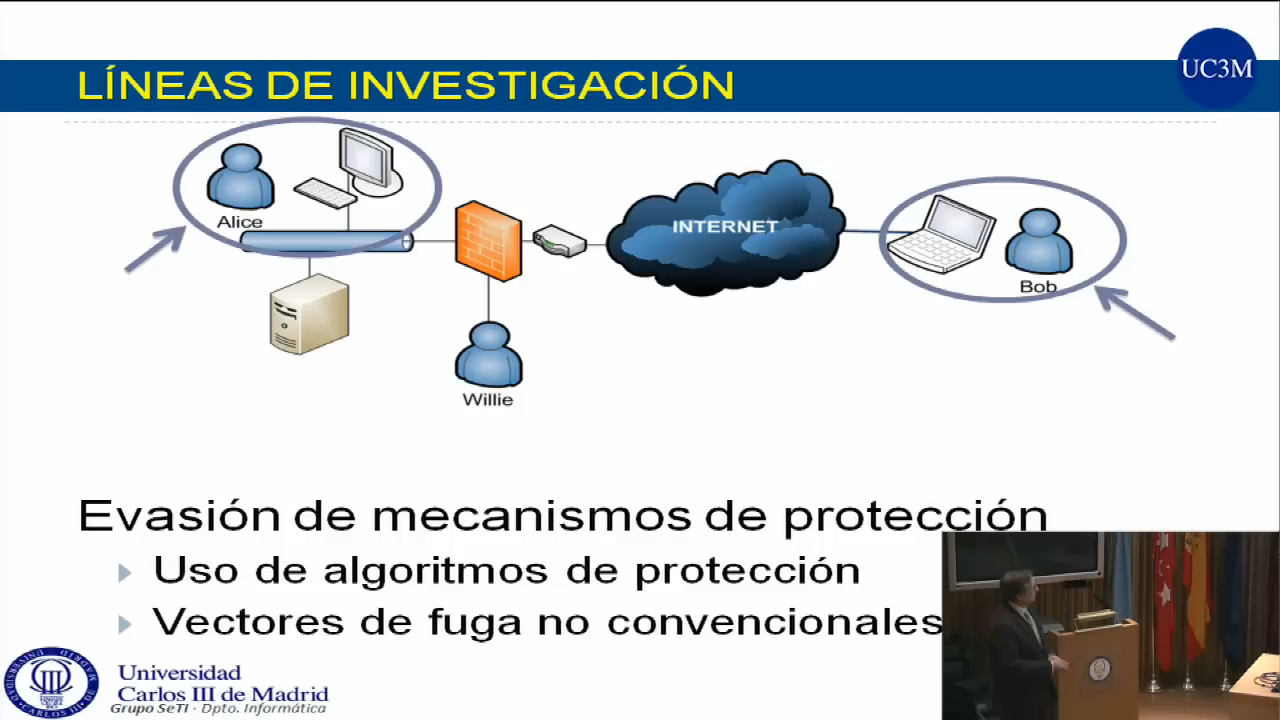 LÍNEAS DE INVESTIGACIÓN
UC3M
Alice
INTERNET
Bob
Willie
Evasión de mecanismos de protección
Uso de algoritmos de protección
Vectores de fuga no convencionales
Universidad
Carlos III de Madrid
Grupo SeTI · Dpto. Informática